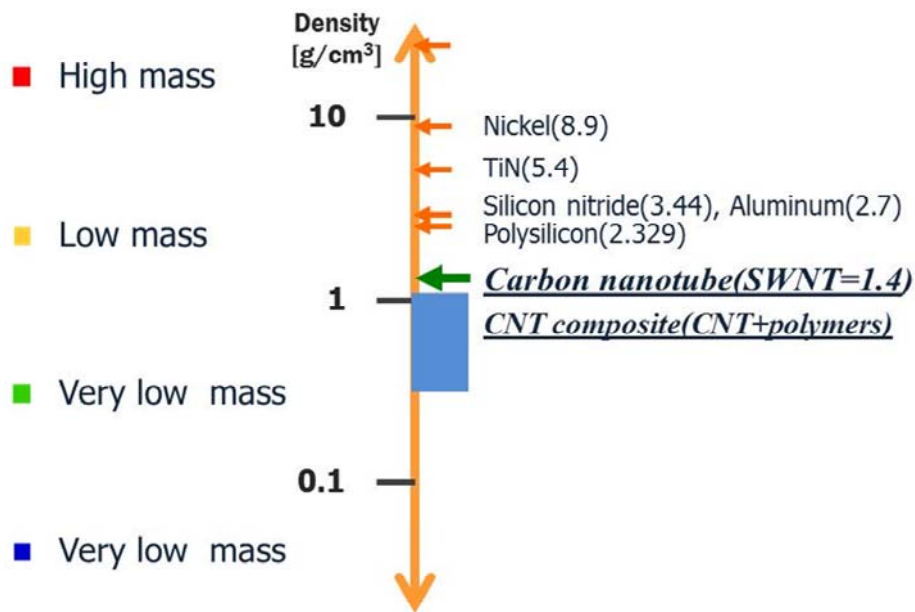 Density
[g/cm³]
High mass
10
Nickel(8.9)
TiN(5.4)
Silicon nitride(3.44), Aluminum(2.7)
Low mass
Polysilicon(2.329)
Carbon nanotube(SWNT=1.4)
1
CNT composite(CNT+polymers)
Very low mass
0.1
Very low mass